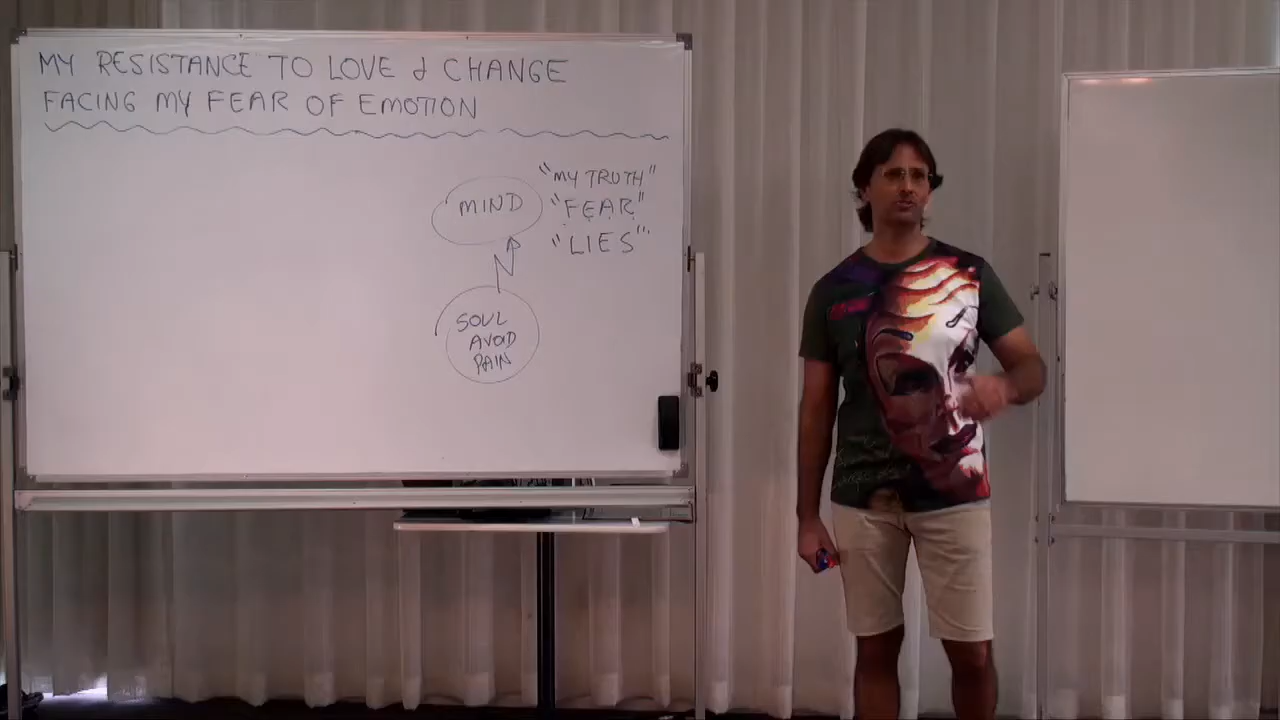 MY RESISTANCE TO LOVE & CHANGE
FACING MY FEAR OF EMOTION
MIND
"MY TRUTH"
"FEAR"
"LIES"
SOUL
AVOID
PAIN